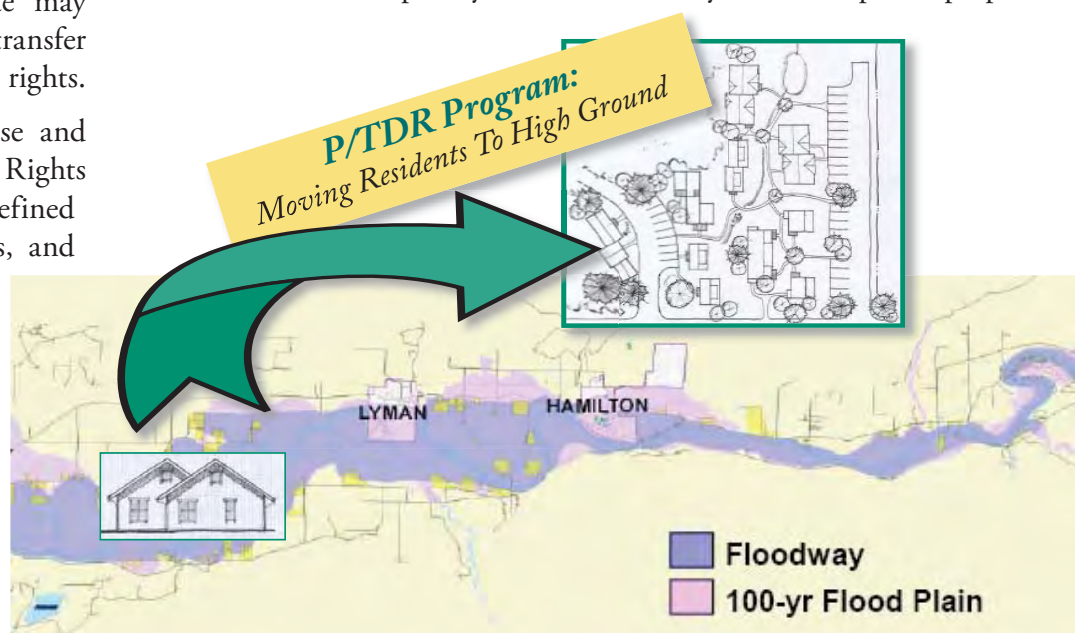 may
transfer
rights.
se and
Rights
efined
s, and
P/TDR Program:
Moving Residents To High Ground
LYMAN
HAMILTON
Floodway
100-yr Flood Plain